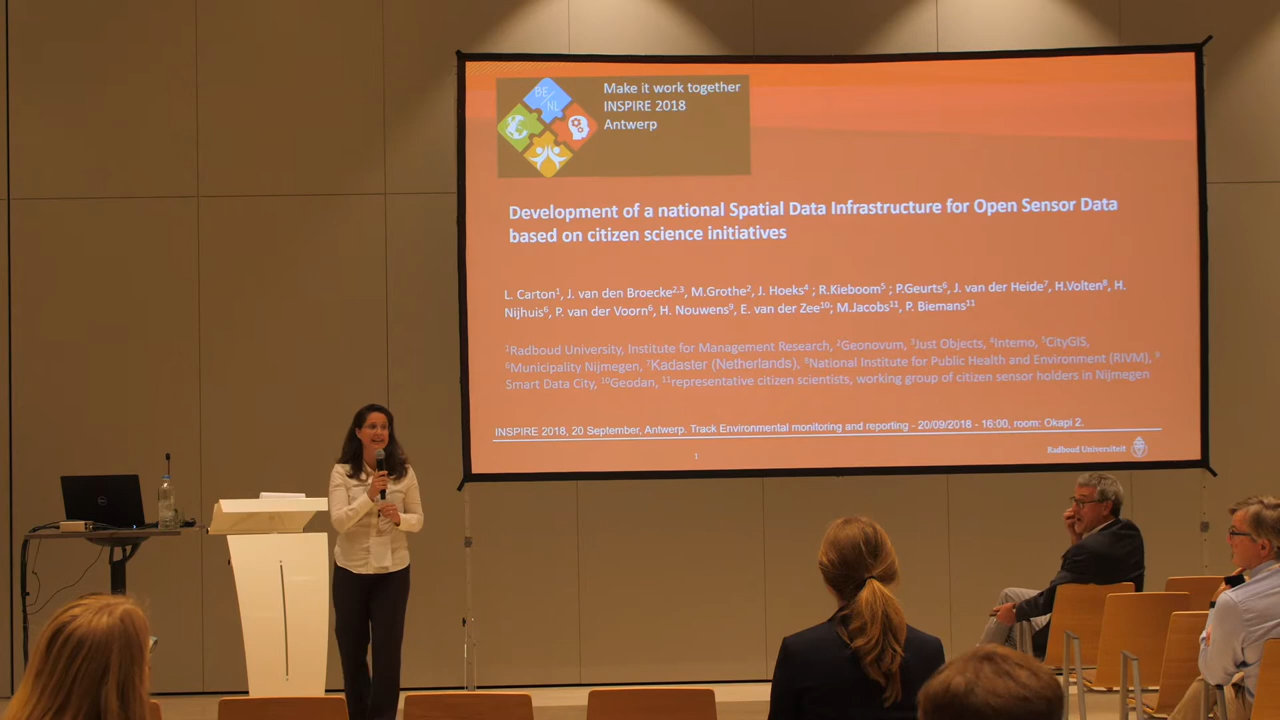 BE/NL
Make it work together
INSPIRE 2018
Antwerp
Development of a national Spatial Data Infrastructure for Open Sensor Data
based on citizen science initiatives
L. Carton¹, J. van den Broecke²,³, M.Grothe², J. Hoeks⁴ ; R.Kieboom⁵ ; P.Geurts⁶, J. van der Heide⁷, H.Volten⁸, H.
Nijhuis⁶, P. van der Voorn⁶, H. Nouwens⁹, E. van der Zee¹⁰; M.Jacobs¹¹, P. Biemans¹¹
¹Radboud University, Institute for Management Research, ²Geonovum, ³Just Objects, ⁴Intemo, ⁵CityGIS,
⁶Municipality Nijmegen, ⁷Kadaster (Netherlands), ⁸National Institute for Public Health and Environment (RIVM), ⁹
Smart Data City, ¹⁰Geodan, ¹¹representative citizen scientists, working group of citizen sensor holders in Nijmegen
INSPIRE 2018, 20 September, Antwerp. Track Environmental monitoring and reporting - 20/09/2018 - 16:00, room: Okapi 2.
1
Radboud Universiteit
DELL